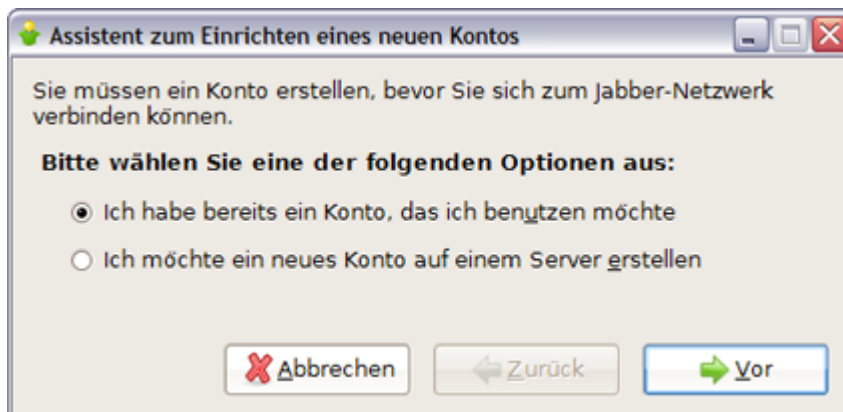 Assistent zum Einrichten eines neuen Kontos
Sie müssen ein Konto erstellen, bevor Sie sich zum Jabber-Netzwerk
verbinden können.
Bitte wählen Sie eine der folgenden Optionen aus:
Ich habe bereits ein Konto, das ich benutzen möchte
Ich möchte ein neues Konto auf einem Server erstellen
Abbrechen
Zurück
Vor